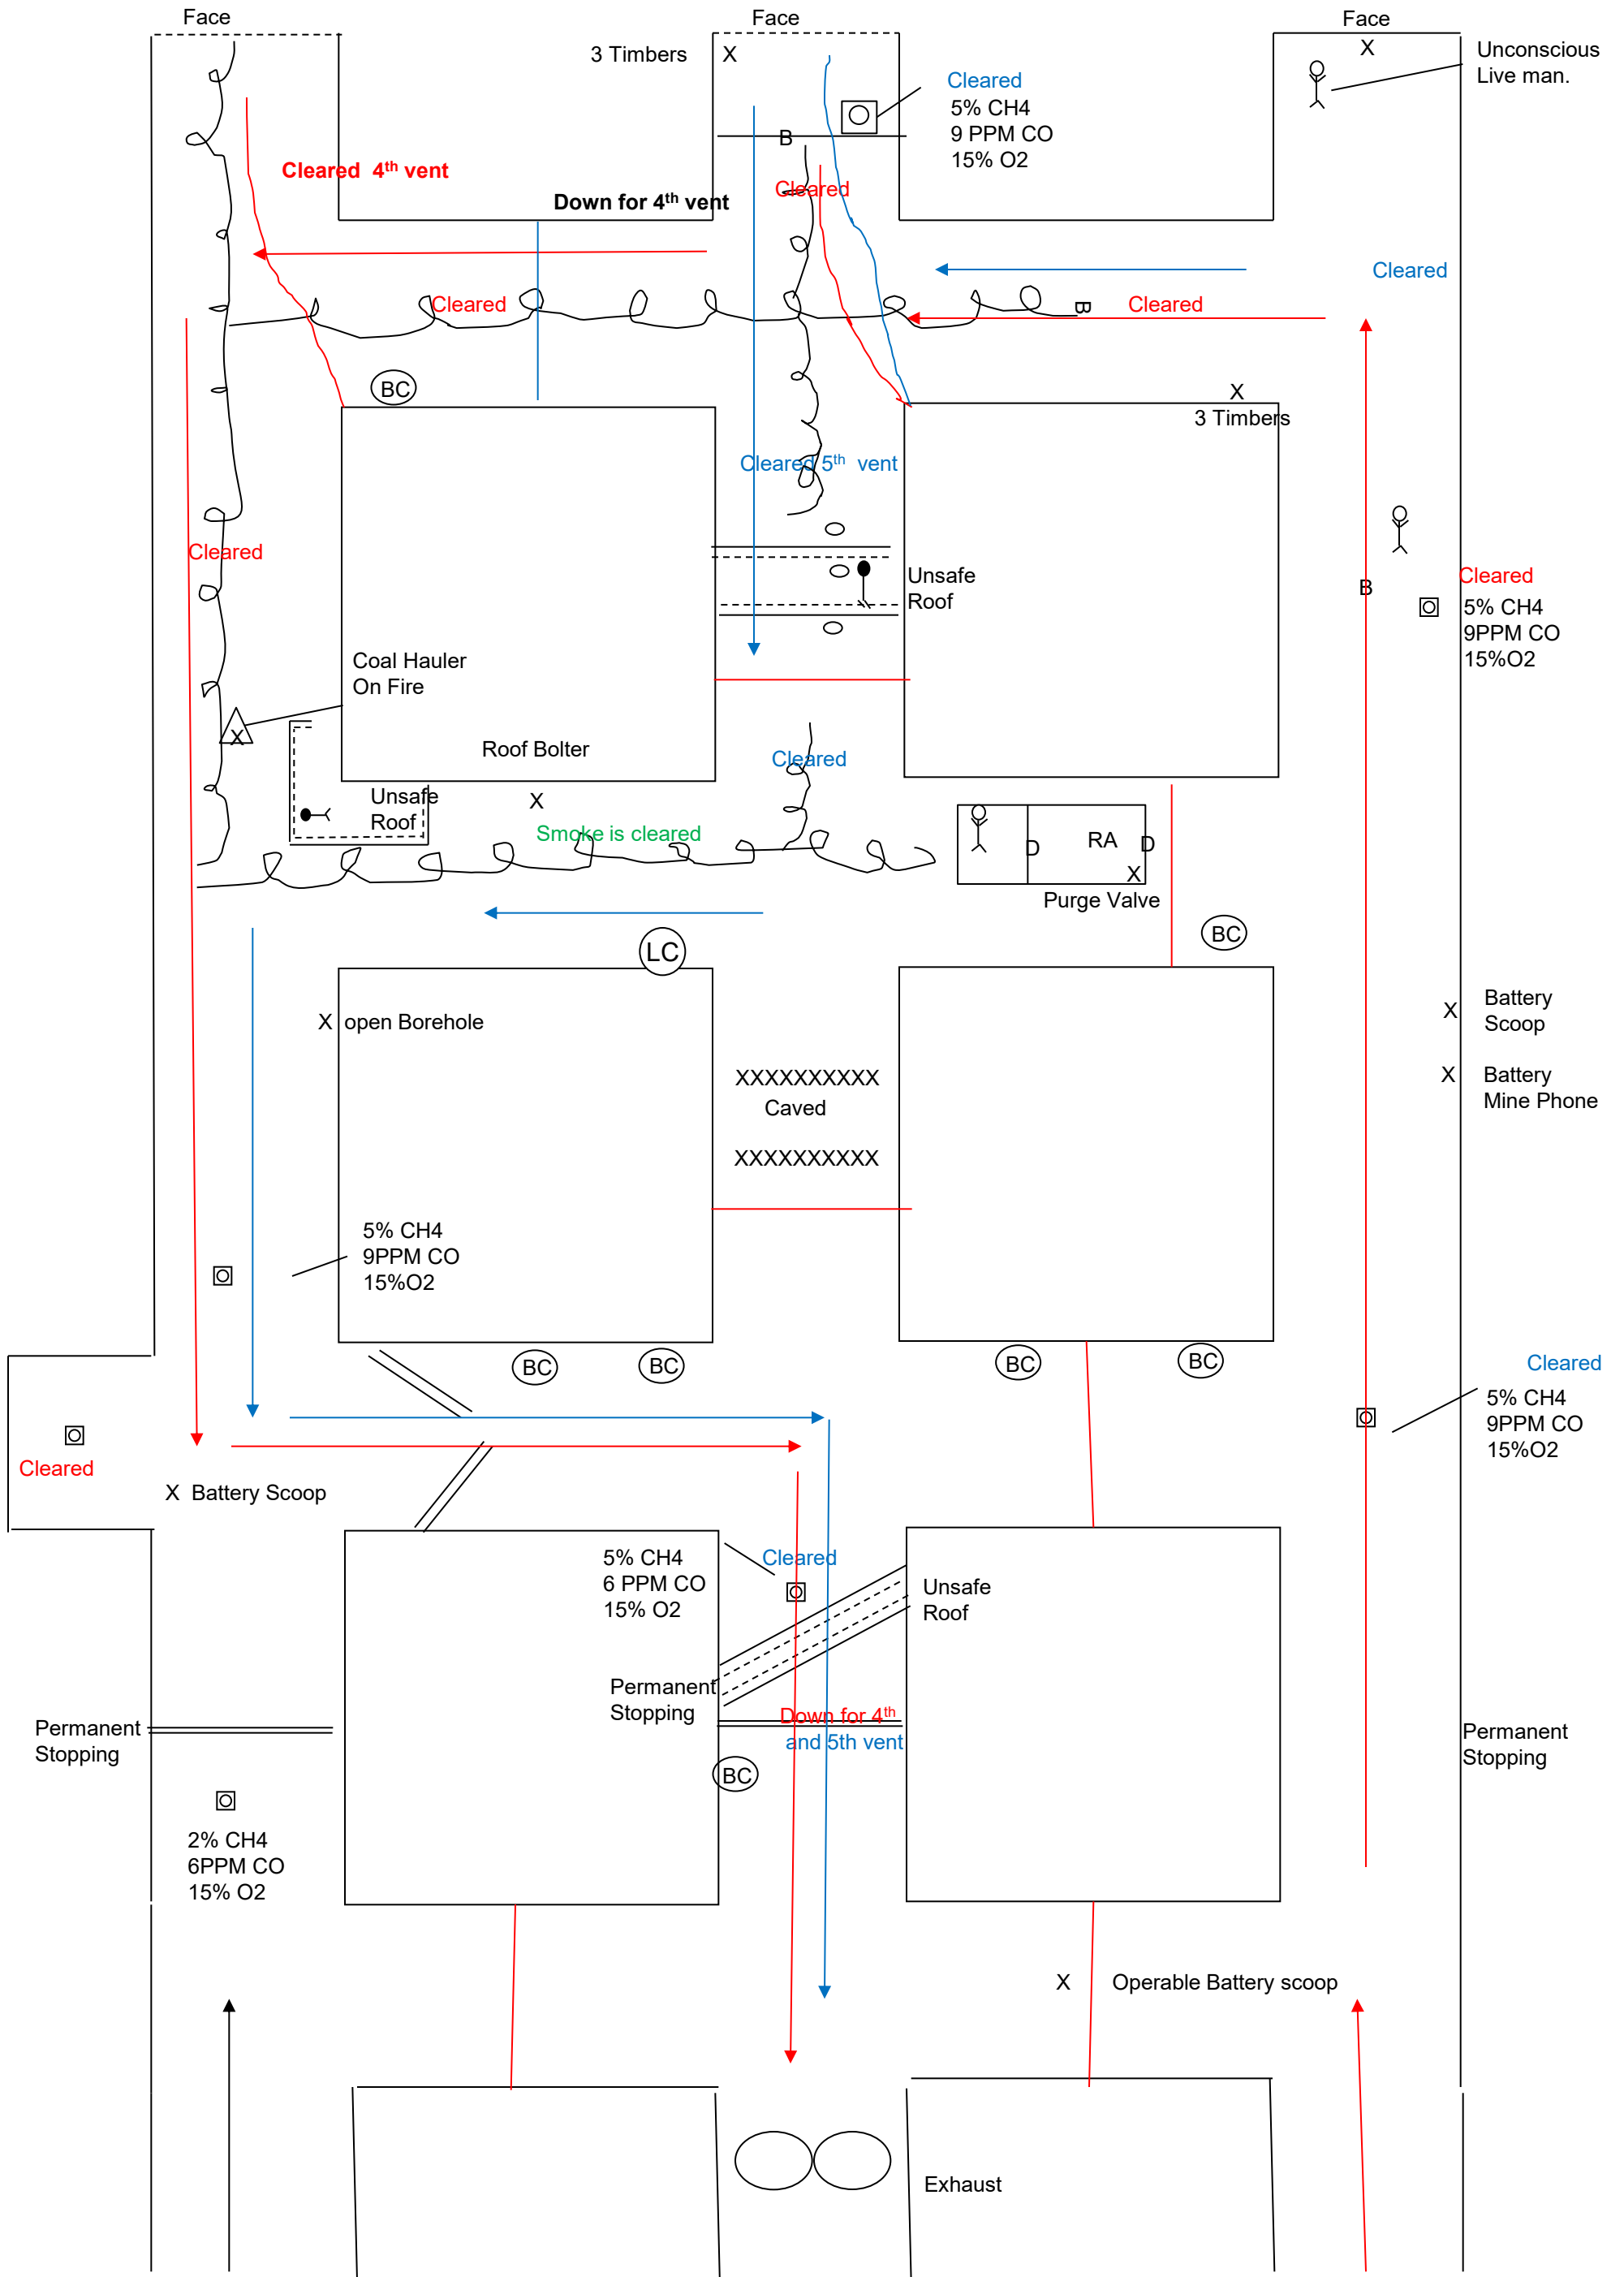 Face
Face
Face
3 Timbers
X
X
Unconscious
Live man.
Cleared
5% CH4
9 PPM CO
15% O2
B
Cleared 4th vent
Cleared
Down for 4th vent
Cleared
Cleared
B
Cleared
BC
X
3 Timbers
Cleared 5th vent
Cleared
Unsafe
Roof
B
Cleared
5% CH4
9PPM CO
15%O2
Coal Hauler
On Fire
X
Roof Bolter
Cleared
Unsafe
Roof
X
Smoke is cleared
D
RA
D
X
Purge Valve
BC
LC
X open Borehole
X Battery
Scoop
X Battery
Mine Phone
XXXXXXXXXX
Caved
XXXXXXXXXX
5% CH4
9PPM CO
15%O2
BC
BC
BC
BC
Cleared
5% CH4
9PPM CO
15%O2
Cleared
X Battery Scoop
5% CH4
6 PPM CO
15% O2
Cleared
Unsafe
Roof
Permanent
Stopping
Down for 4th
and 5th vent
Permanent
Stopping
Permanent
Stopping
BC
2% CH4
6PPM CO
15% O2
X Operable Battery scoop
Exhaust